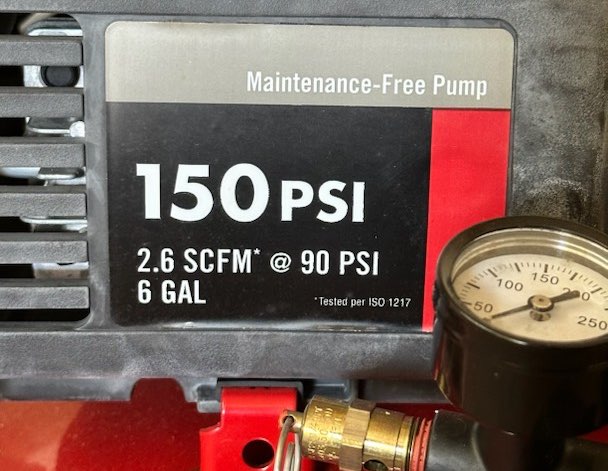 Maintenance-Free Pump
150 PSI
2.6 SCFM* @ 90 PSI
6 GAL
*Tested per ISO 1217
50
100
150
200
250